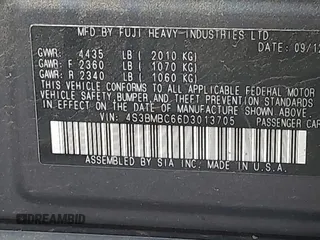 MFD. BY FUJI HEAVY INDUSTRIES LTD.
DATE: 09/12
GVWR: 4435 LB ( 2010 KG)
GAWR: F 2360 LB ( 1070 KG)
GAWR: R 2340 LB ( 1060 KG)
THIS VEHICLE CONFORMS TO ALL APPLICABLE FEDERAL MOTOR
VEHICLE SAFETY, BUMPER, AND THEFT PREVENTION STANDARDS
IN EFFECT ON THE DATE OF MANUFACTURE SHOWN ABOVE.
VIN: 4S3BMBC66D3013705 PASSENGER CAR
ASSEMBLED BY SIA INC. MADE IN U.S.A.
DREAMBID